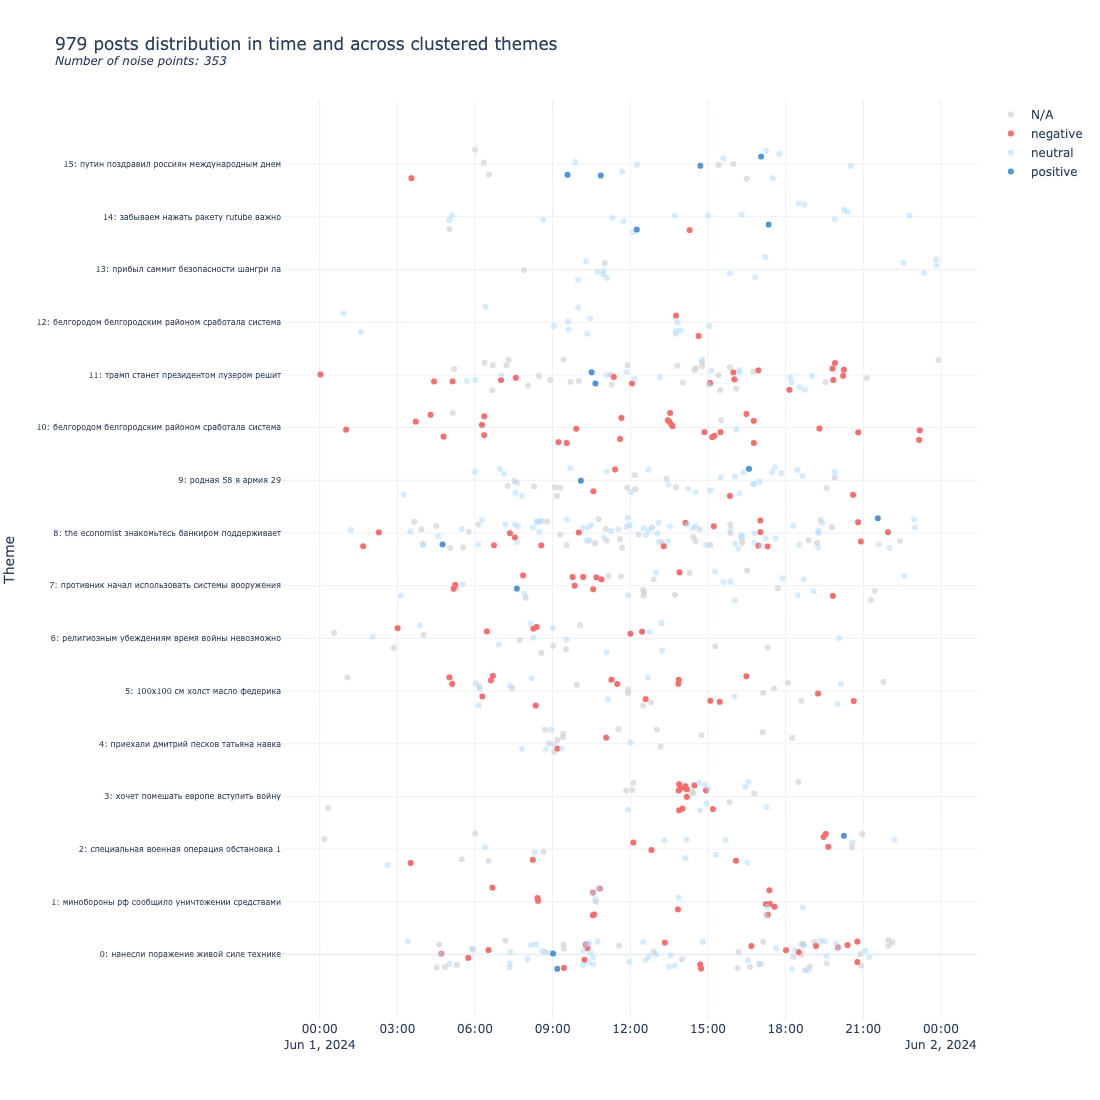 979 posts distribution in time and across clustered themes
Number of noise points: 353
N/A
negative
neutral
positive
Theme
15: путин поздравил россиян международным днем
14: забываем нажать ракету rutube важно
13: прибыл саммит безопасности шангри ла
12: белгородом белгородским районом сработала система
11: трамп станет президентом лузером решит
10: белгородом белгородским районом сработала система
9: родная 58 я армия 29
8: the economist знакомьтесь банкиром поддерживает
7: противник начал использовать системы вооружения
6: религиозным убеждениям время войны невозможно
5: 100x100 см холст масло федерика
4: приехали дмитрий песков татьяна навка
3: хочет помешать европе вступить войну
2: специальная военная операция обстановка 1
1: минобороны рф сообщило уничтожении средствами
0: нанесли поражение живой силе технике
00:00 03:00 06:00 09:00 12:00 15:00 18:00 21:00 00:00
Jun 1, 2024 Jun 2, 2024